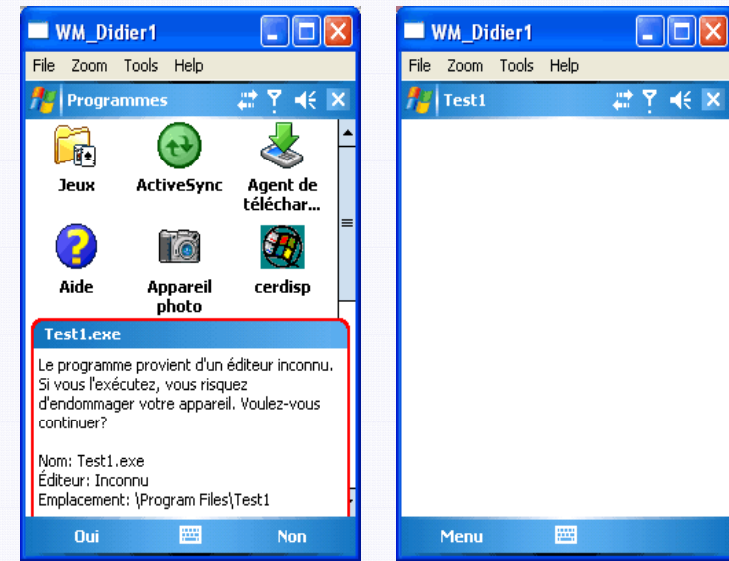 WM_Didier1
File Zoom Tools Help
Programmes
Jeux
ActiveSync
Agent de
téléchar...
Aide
Appareil
photo
cerdisp
Test1.exe
Le programme provient d'un éditeur inconnu.
Si vous l'exécutez, vous risquez
d'endommager votre appareil. Voulez-vous
continuer?
Nom: Test1.exe
Éditeur: Inconnu
Emplacement: \Program Files\Test1
Oui
Non
WM_Didier1
File Zoom Tools Help
Test1
Menu